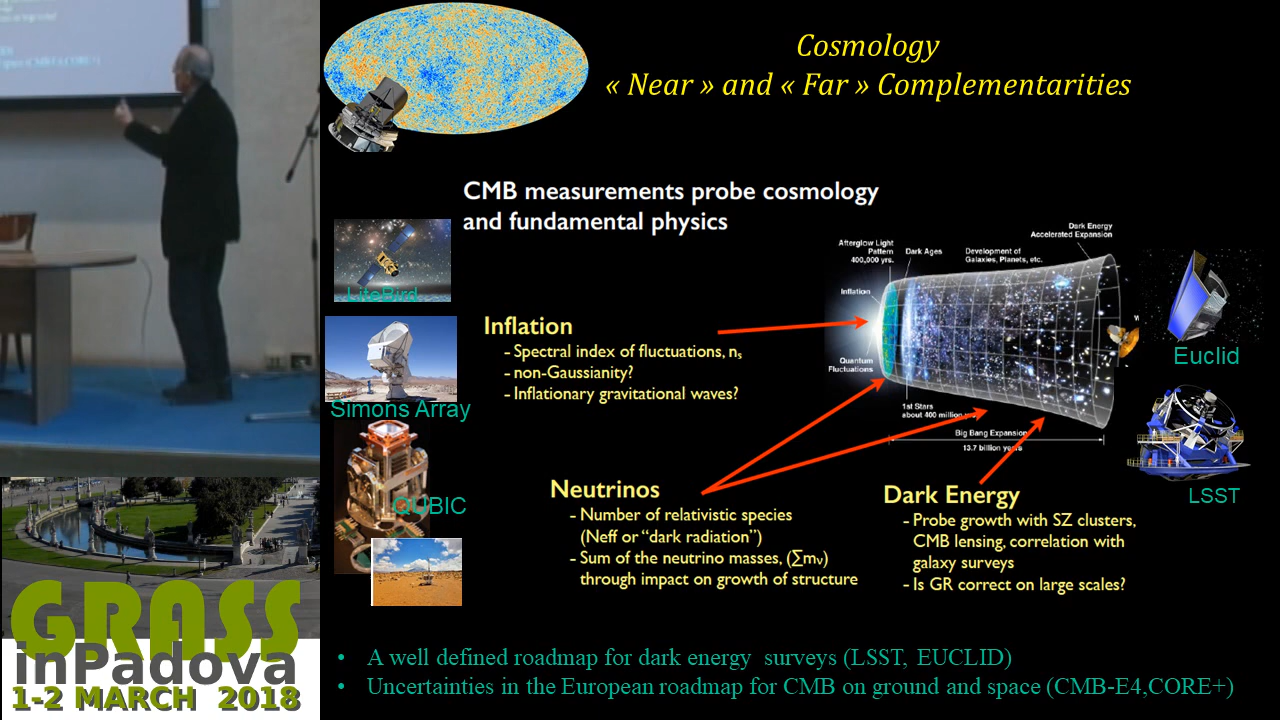 Cosmology
« Near » and « Far » Complementarities
CMB measurements probe cosmology
and fundamental physics
LiteBird
Simons Array
QUBIC
Inflation
- Spectral index of fluctuations, ns
- non-Gaussianity?
- Inflationary gravitational waves?
Neutrinos
- Number of relativistic species
(Neff or “dark radiation”)
- Sum of the neutrino masses, (∑mν)
through impact on growth of structure
Dark Energy
- Probe growth with SZ clusters,
CMB lensing, correlation with
galaxy surveys
- Is GR correct on large scales?
Afterglow Light
Pattern
400,000 yrs.
Dark Ages
Development of
Galaxies, Planets, etc.
Dark Energy
Accelerated Expansion
Inflation
Quantum
Fluctuations
1st Stars
about 400 million
Big Bang Expansion
13.7 billion years
Euclid
LSST
• A well defined roadmap for dark energy surveys (LSST, EUCLID)
• Uncertainties in the European roadmap for CMB on ground and space (CMB-E4,CORE+)
GRASS
inPadova
1-2 MARCH 2018